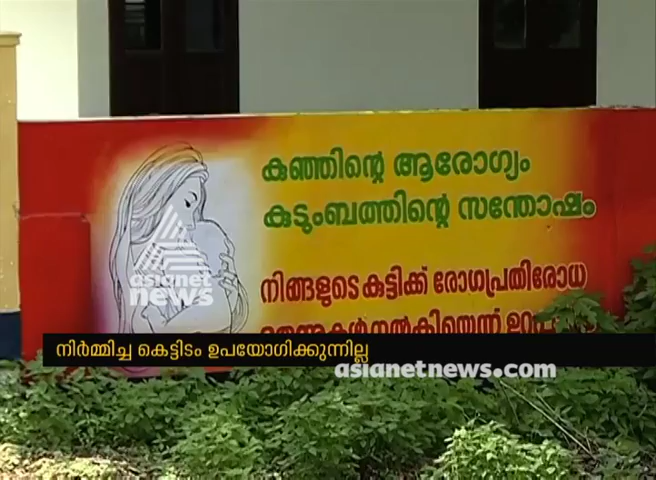 കുഞ്ഞിന്റെ ആരോഗ്യം
കുടുംബത്തിന്റെ സന്തോഷം
asianet
news
നിങ്ങളുടെ കുട്ടിക്ക് രോഗപ്രതിരോധ
നിർമ്മിച്ച കെട്ടിടം ഉപയോഗിക്കുന്നില്ല
asianetnews.com